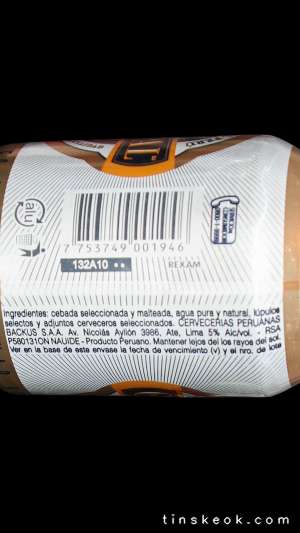 PERU
alu
7 753749 001946
132A10
REXAM
Ingredientes: cebada seleccionada y malteada, agua pura y natural, lúpulos
selectos y adjuntos cerveceros seleccionados. CERVECERIAS PERUANAS
BACKUS S.A.A. Av. Nicolás Ayllón 3986, Ate, Lima 5% Alc/vol. - RSA
P580131ON NAUIDE - Producto Peruano. Mantener lejos del los rayos del sol.
Ver en la base de este envase la fecha de vencimiento (v) y el nro. de lote
tinskeok.com